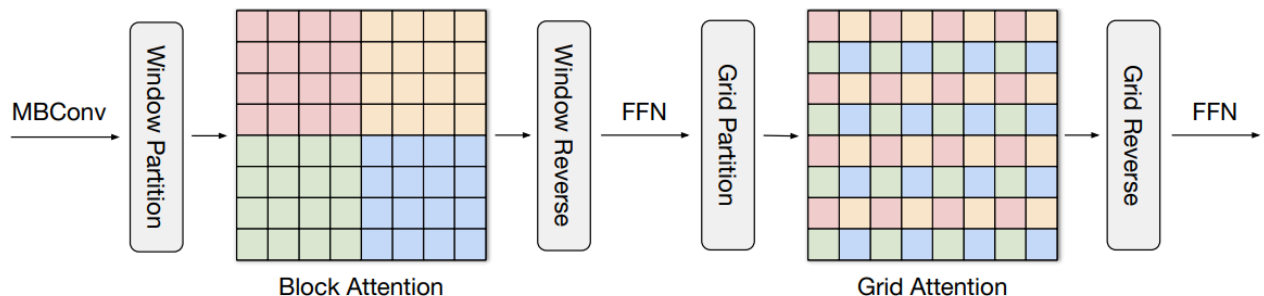 MBConv
Window Partition
Block Attention
Window Reverse
FFN
Grid Partition
Grid Attention
Grid Reverse
FFN